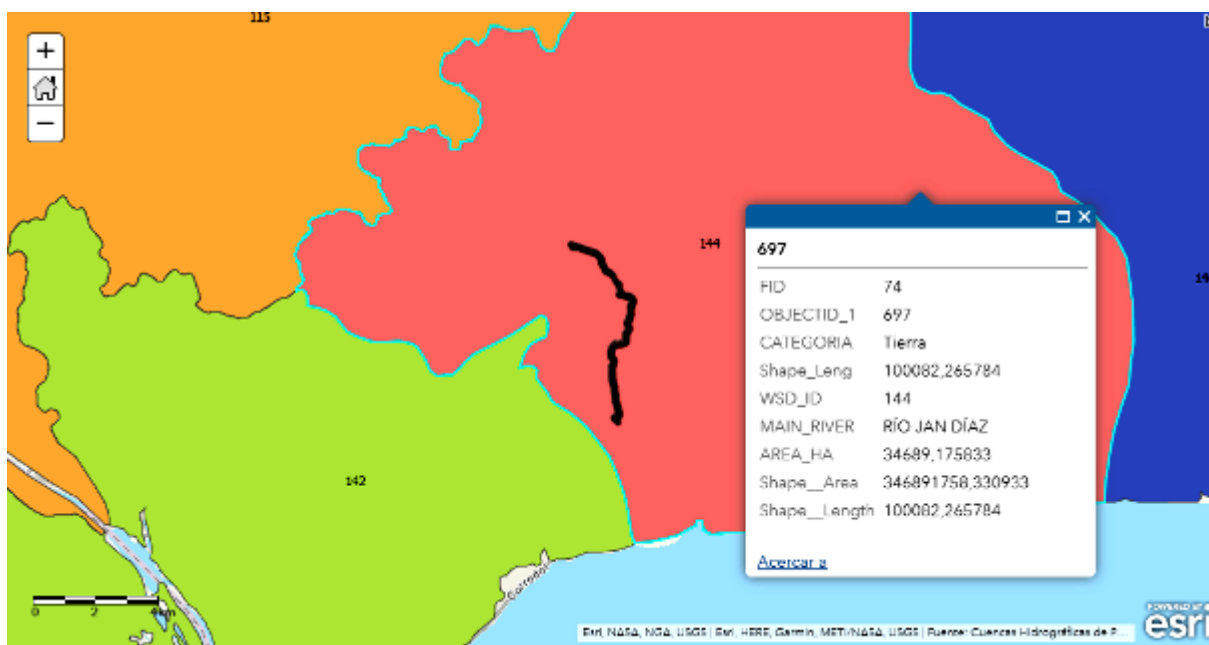 115
+
−
144
142
697
FID 74
OBJECTID_1 697
CATEGORIA Tierra
Shape_Leng 100082,265784
WSD_ID 144
MAIN_RIVER RÍO JAN DÍAZ
AREA_HA 34689,175833
Shape__Area 346891758,330933
Shape__Length 100082,265784
Acercar a
0 2 4km
Esri, NASA, NGA, USGS | Esri, HERE, Garmin, METI/NASA, USGS | Fuente: Cuencas Hidrográficas de P...
POWERED BY
esri